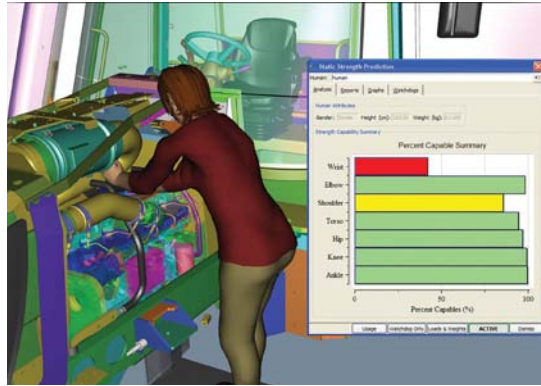 Static Strength Prediction
Human: human
Analysis Reports Graphs Watchdogs
Human Attributes
Gender: Height (cm): Weight (kg):
Strength Capability Summary
Percent Capable Summary
Wrist
Elbow
Shoulder
Torso
Hip
Knee
Ankle
0 50 100
Percent Capables (%)
Usage Watchdog Only Loads & Weights ACTIVE Dismiss